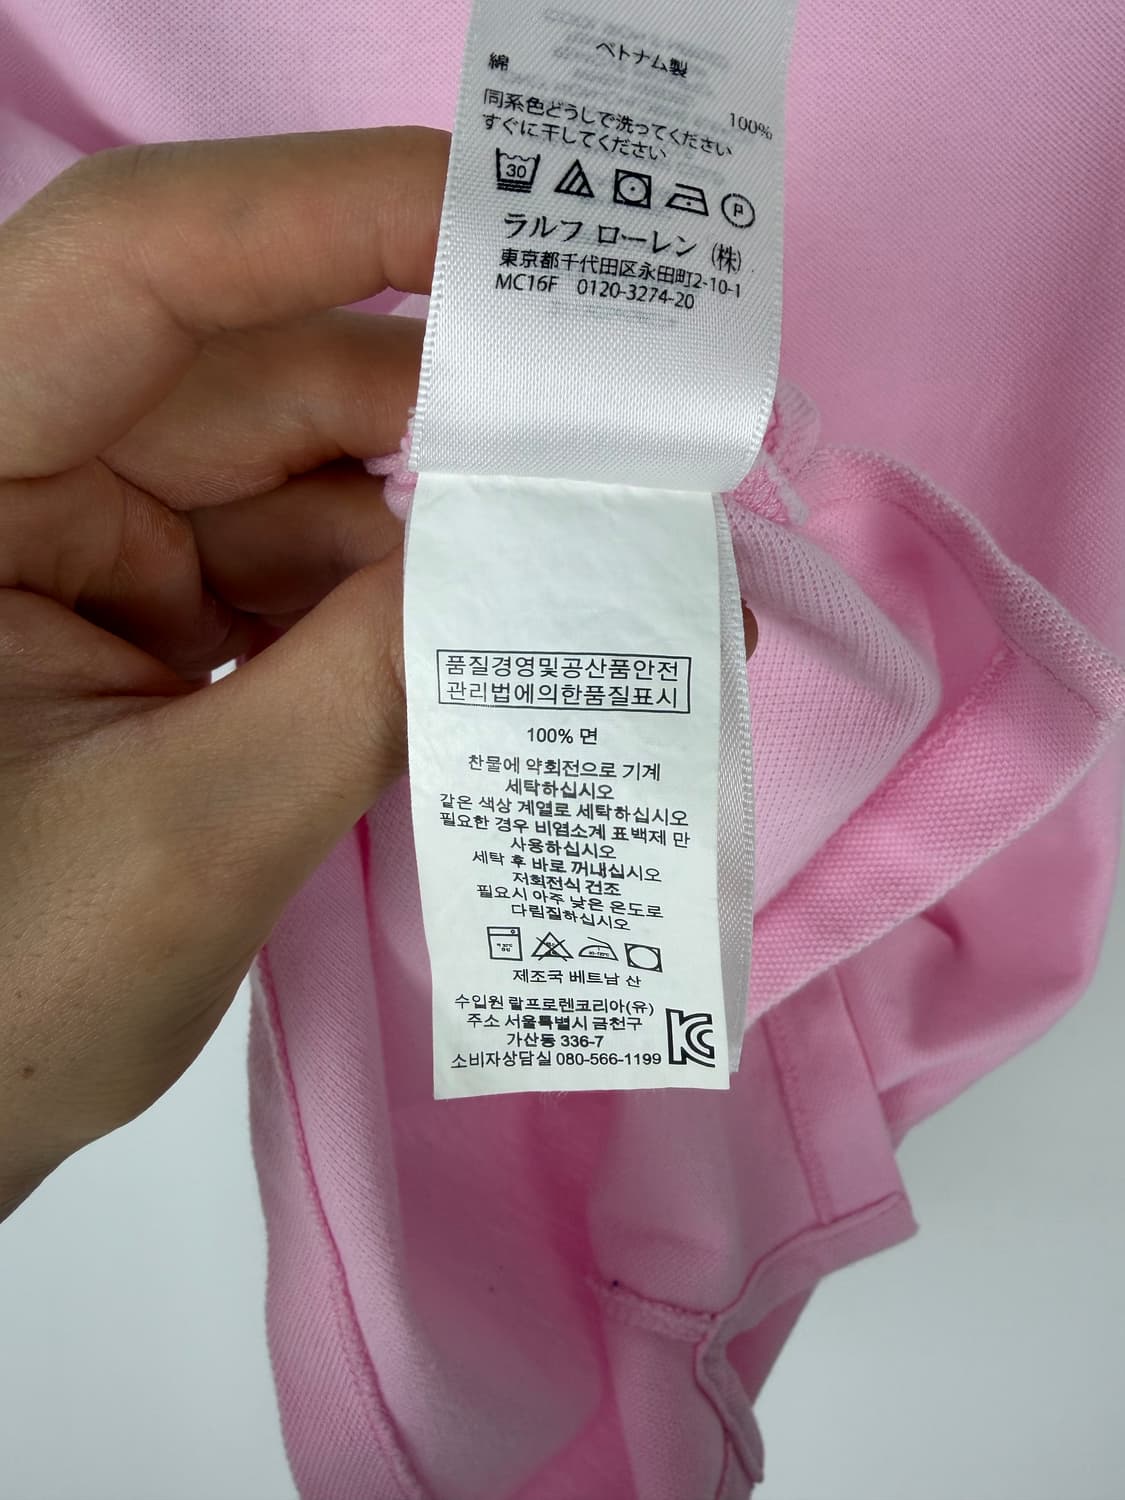 ベトナム製
綿 100%
同系色どうしで洗ってください
すぐに干してください
30
P
ラルフ ローレン (株)
東京都千代田区永田町2-10-1
MC16F 0120-3274-20
품질경영및공산품안전
관리법에의한품질표시
100% 면
찬물에 약회전으로 기계
세탁하십시오
같은 색상 계열로 세탁하십시오
필요한 경우 비염소계 표백제 만
사용하십시오
세탁 후 바로 꺼내십시오
저회전식 건조
필요시 아주 낮은 온도로
다림질하십시오
제조국 베트남 산
수입원 랄프로렌코리아(유)
주소 서울특별시 금천구
가산동 336-7
소비자상담실 080-566-1199